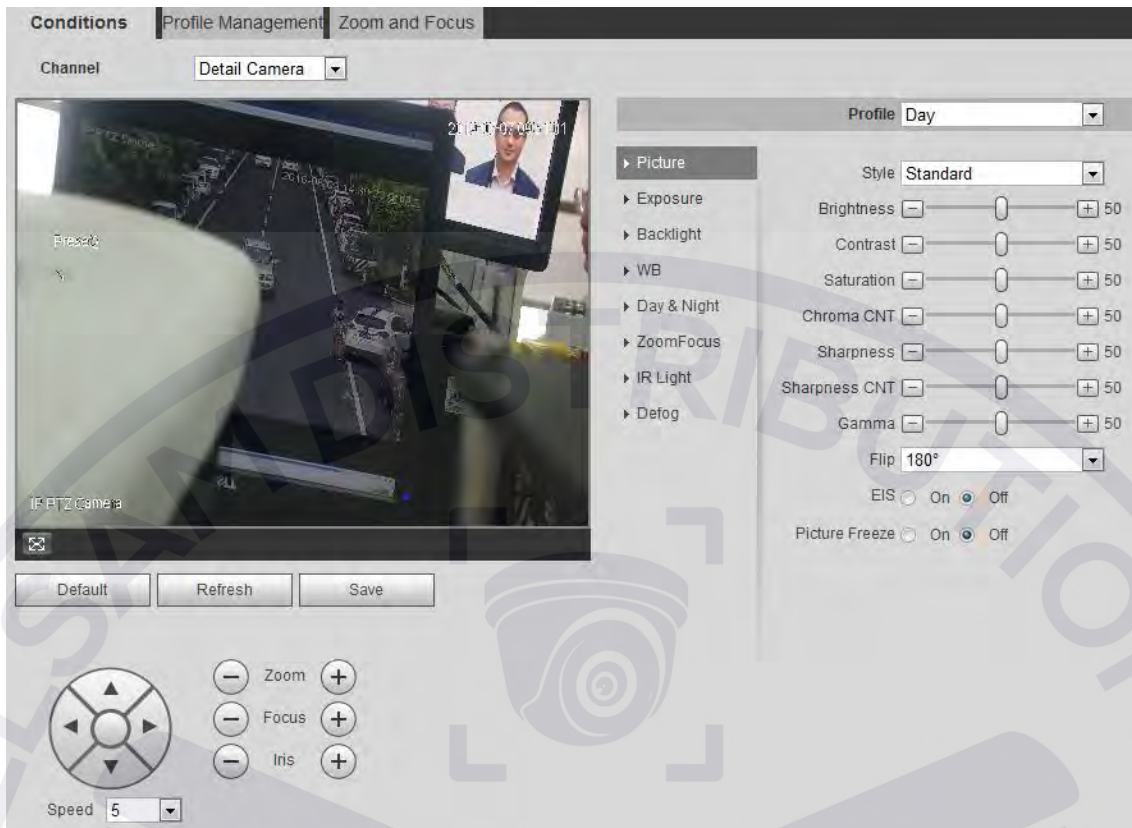 Conditions Profile Management Zoom and Focus
Channel Detail Camera
IP PTZ Camera
Default Refresh Save
Zoom
Focus
Iris
Speed 5
Profile Day
Picture
Exposure
Backlight
WB
Day & Night
ZoomFocus
IR Light
Defog
Style Standard
Brightness 50
Contrast 50
Saturation 50
Chroma CNT 50
Sharpness 50
Sharpness CNT 50
Gamma 50
Flip 180°
EIS On Off
Picture Freeze On Off
DISTRIBUTION